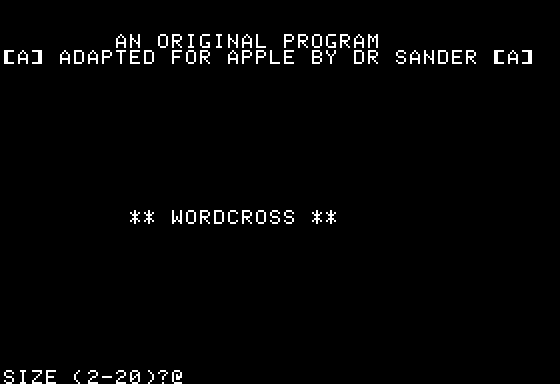 AN ORIGINAL PROGRAM
[A] ADAPTED FOR APPLE BY DR SANDER [A]
** WORDCROSS **
SIZE (2-20)?@